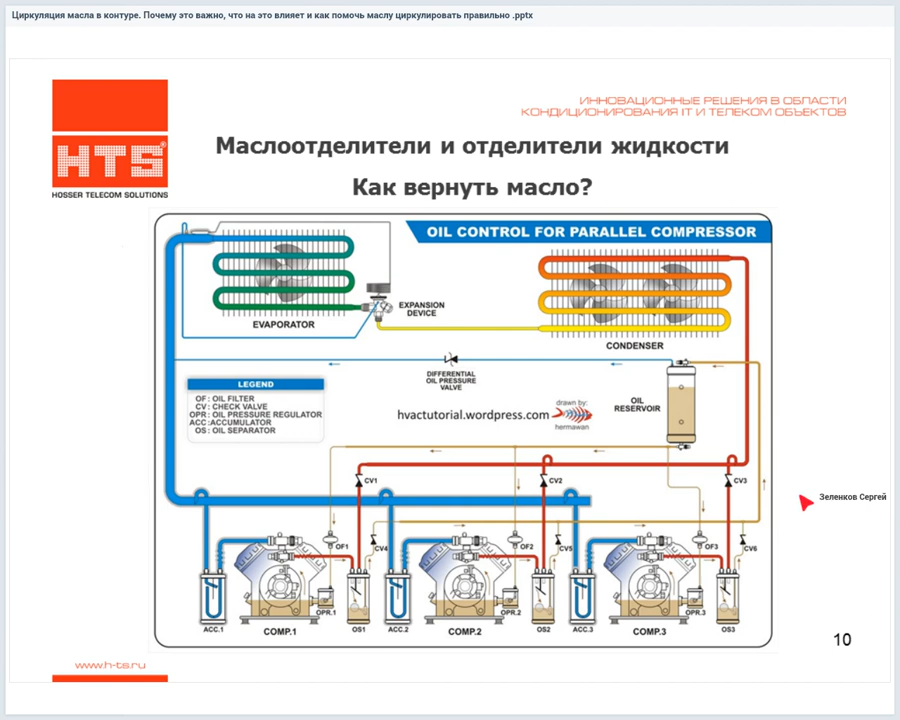 Циркуляция масла в контуре. Почему это важно, что на это влияет и как помочь маслу циркулировать правильно .pptx
ИННОВАЦИОННЫЕ РЕШЕНИЯ В ОБЛАСТИ
КОНДИЦИОНИРОВАНИЯ IT И ТЕЛЕКОМ ОБЪЕКТОВ
HTS®
HOSSER TELECOM SOLUTIONS
Маслоотделители и отделители жидкости
Как вернуть масло?
OIL CONTROL FOR PARALLEL COMPRESSOR
EVAPORATOR
EXPANSION
DEVICE
CONDENSER
DIFFERENTIAL
OIL PRESSURE
VALVE
LEGEND
OF : OIL FILTER
CV : CHECK VALVE
OPR : OIL PRESSURE REGULATOR
ACC : ACCUMULATOR
OS : OIL SEPARATOR
hvactutorial.wordpress.com
drawn by:
hermawan
OIL
RESERVOIR
CV1
CV2
CV3
Зеленков Сергей
OF1
CV4
OF2
CV5
OF3
CV6
OPR.1
OPR.2
OPR.3
ACC.1
COMP.1
OS1
ACC.2
COMP.2
OS2
ACC.3
COMP.3
OS3
10
www.h-ts.ru